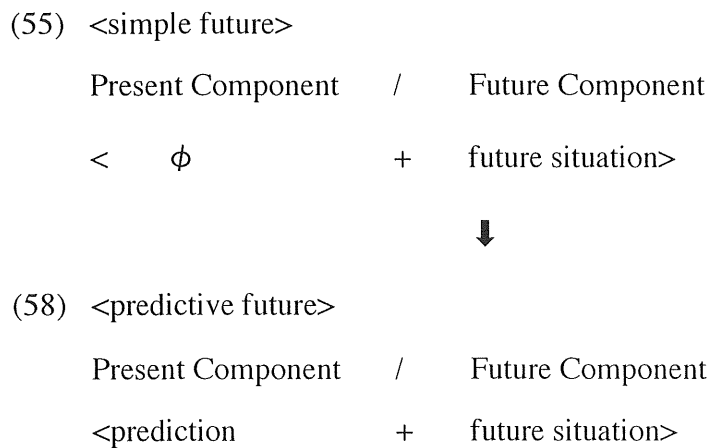 (55) <simple future>
Present Component / Future Component
< ϕ + future situation>
⬇
(58) <predictive future>
Present Component / Future Component
<prediction + future situation>